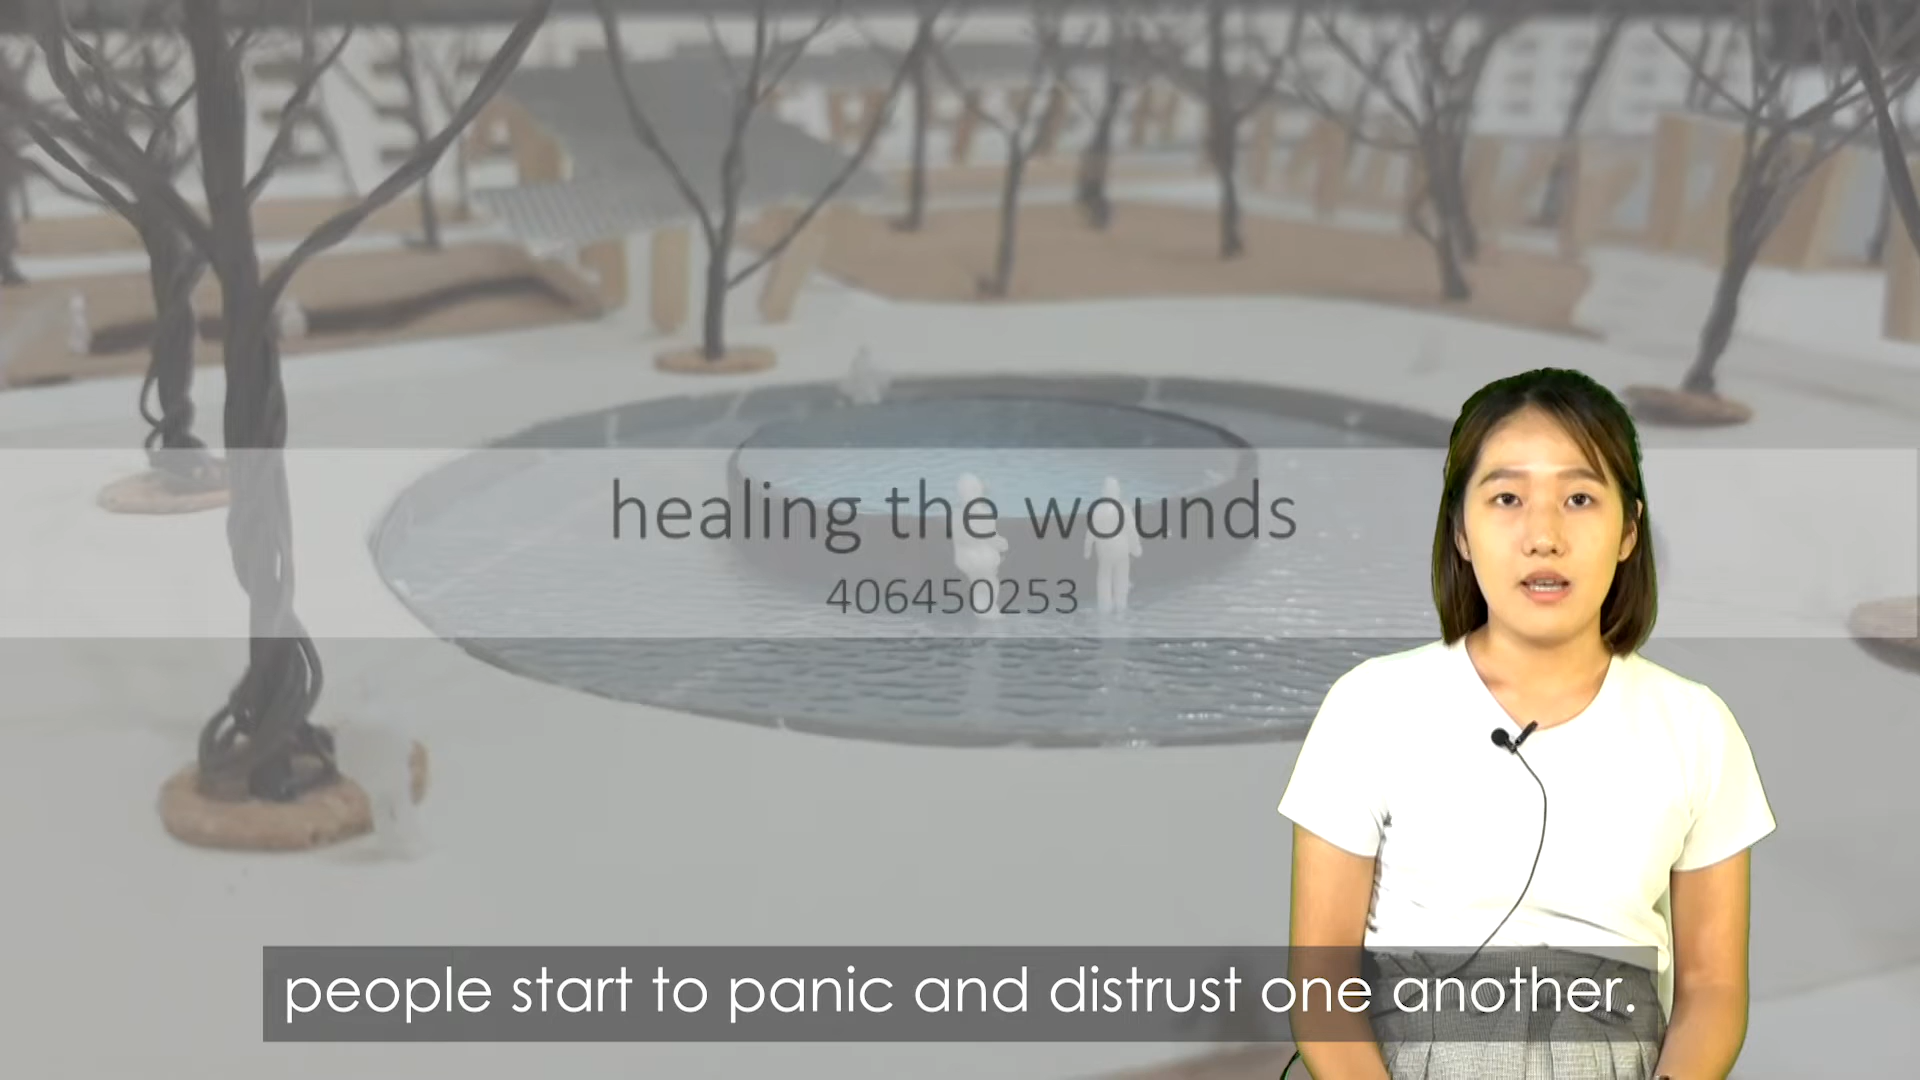 healing the wounds
406450253
people start to panic and distrust one another.